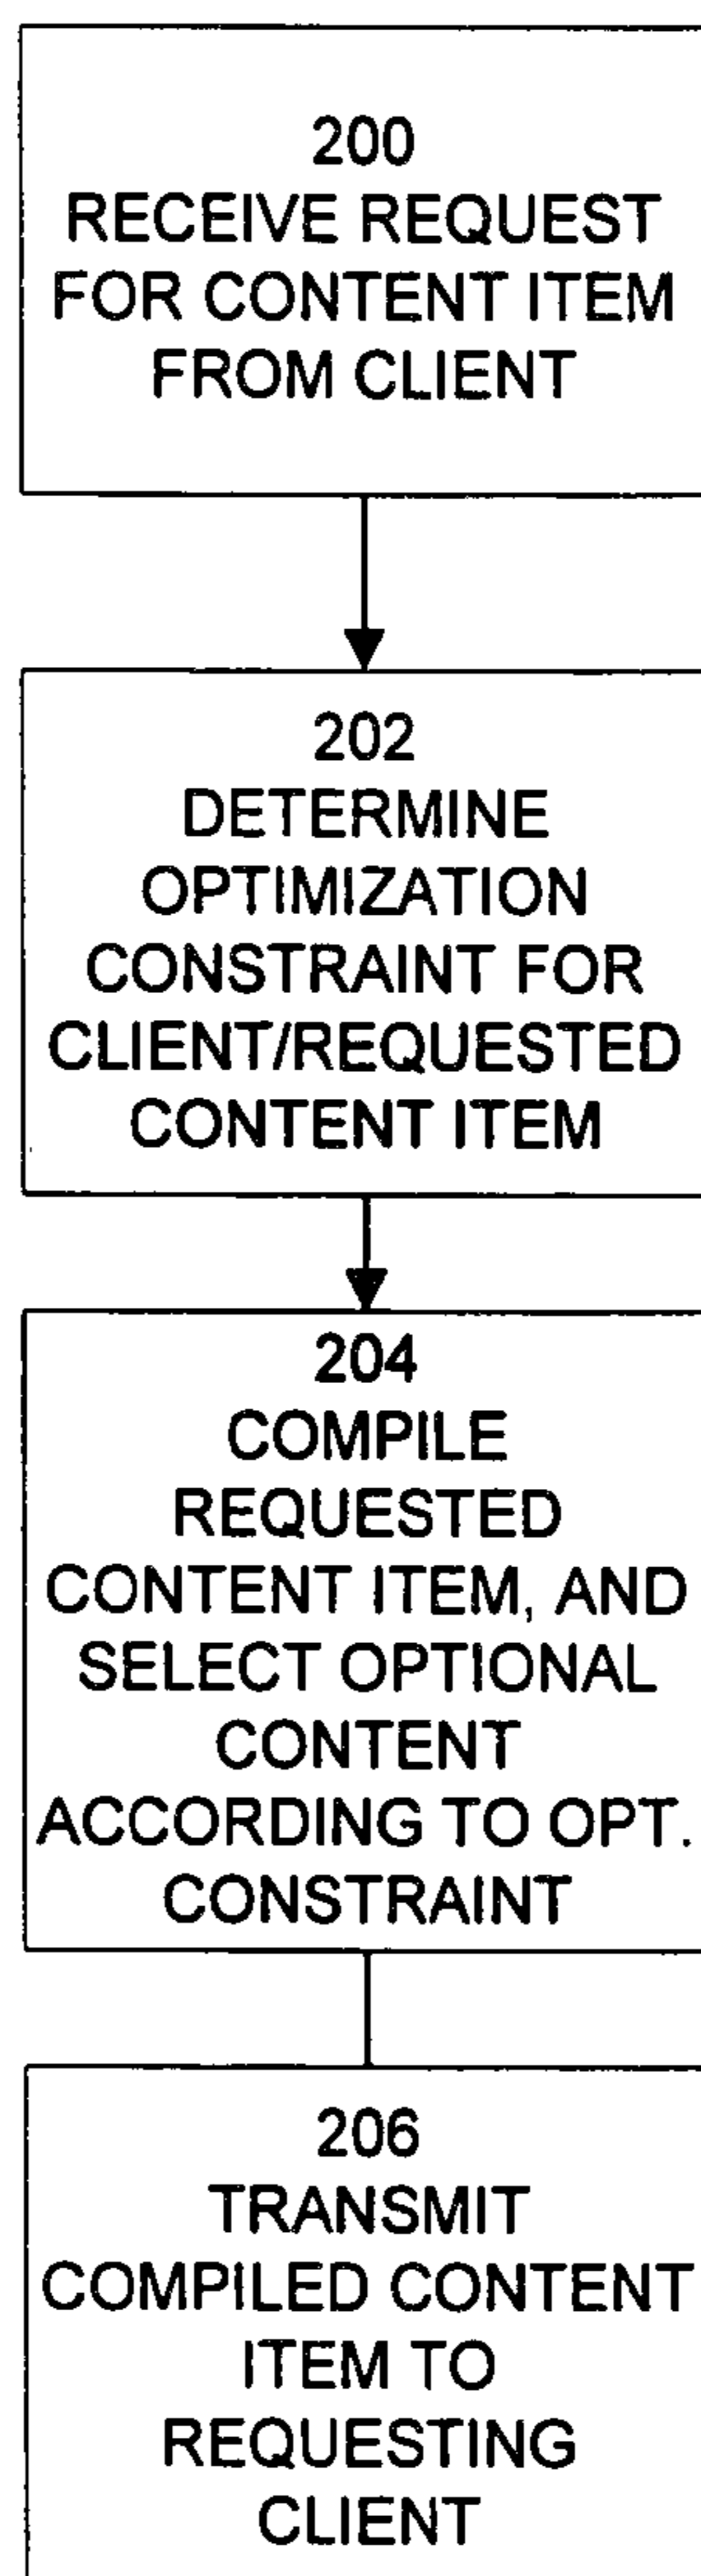 200
RECEIVE REQUEST
FOR CONTENT ITEM
FROM CLIENT
202
DETERMINE
OPTIMIZATION
CONSTRAINT FOR
CLIENT/REQUESTED
CONTENT ITEM
204
COMPILE
REQUESTED
CONTENT ITEM, AND
SELECT OPTIONAL
CONTENT
ACCORDING TO OPT.
CONSTRAINT
206
TRANSMIT
COMPILED CONTENT
ITEM TO
REQUESTING
CLIENT